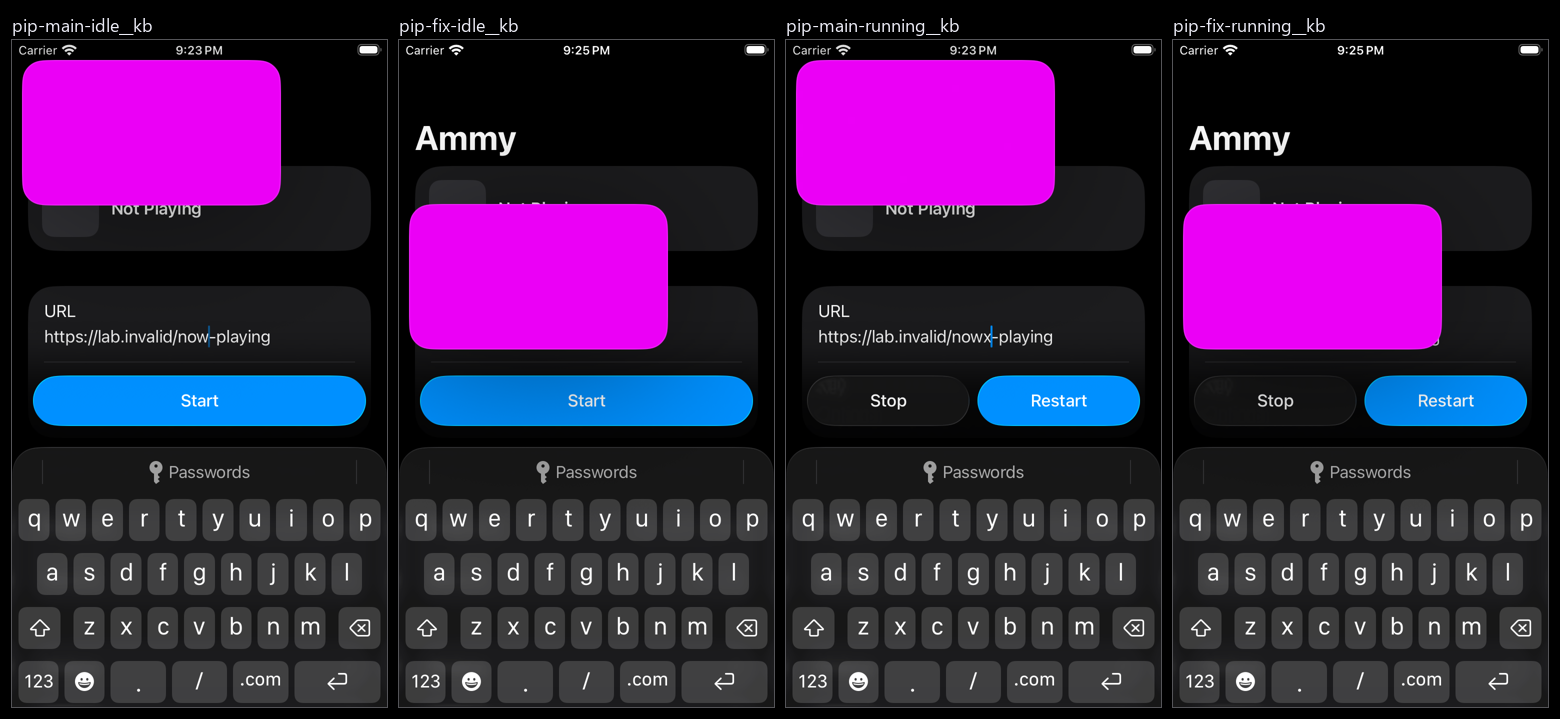 pip-main-idle__kb
Carrier 9:23 PM
Not Playing
URL
https://lab.invalid/now-playing
Start
Passwords
q w e r t y u i o p
a s d f g h j k l
z x c v b n m
123 . / .com
pip-fix-idle__kb
Carrier 9:25 PM
Ammy
Start
Passwords
q w e r t y u i o p
a s d f g h j k l
z x c v b n m
123 . / .com
pip-main-running__kb
Carrier 9:23 PM
Not Playing
URL
https://lab.invalid/nowx-playing
Stop Restart
Passwords
q w e r t y u i o p
a s d f g h j k l
z x c v b n m
123 . / .com
pip-fix-running__kb
Carrier 9:25 PM
Ammy
Stop Restart
Passwords
q w e r t y u i o p
a s d f g h j k l
z x c v b n m
123 . / .com